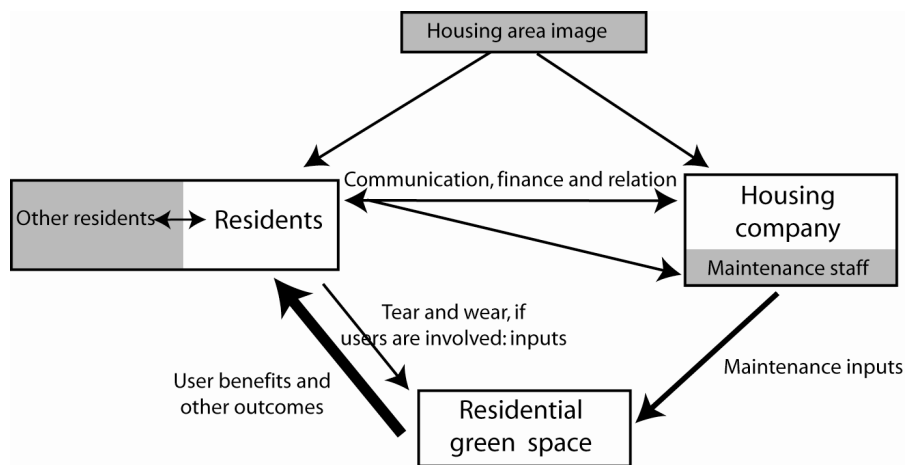 Housing area image
Communication, finance and relation
Other residents
Residents
Housing
company
Maintenance staff
Tear and wear, if
users are involved: inputs
Maintenance inputs
User benefits and
other outcomes
Residential
green space